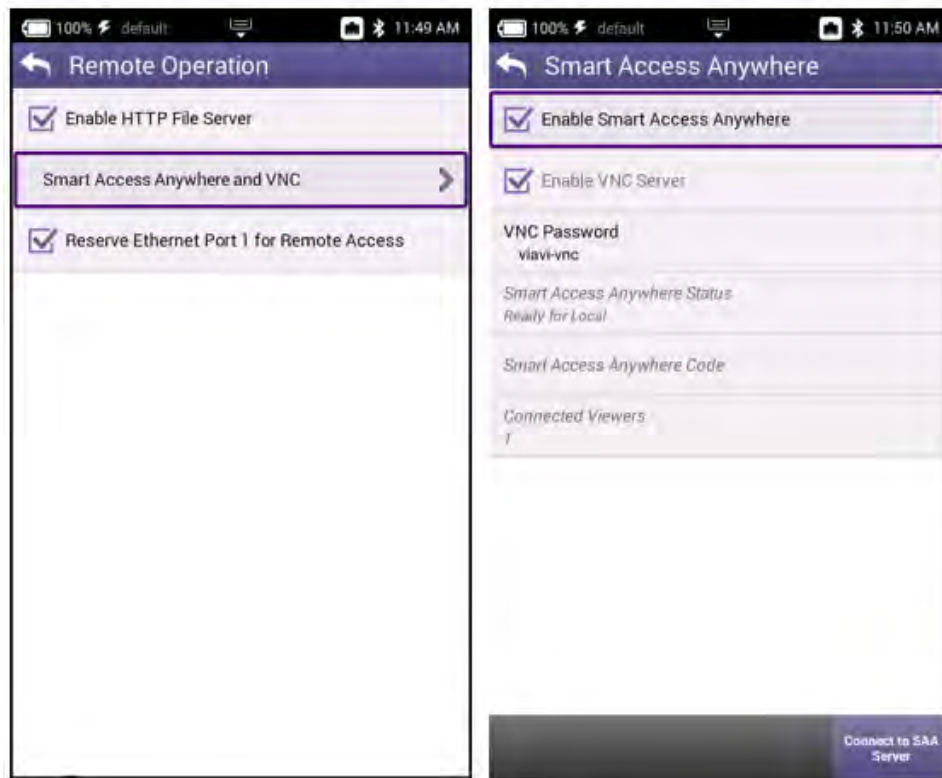 100% default 11:49 AM
Remote Operation
Enable HTTP File Server
Smart Access Anywhere and VNC
Reserve Ethernet Port 1 for Remote Access
100% default 11:50 AM
Smart Access Anywhere
Enable Smart Access Anywhere
Enable VNC Server
VNC Password
viavi-vnc
Smart Access Anywhere Status
Ready for Local
Smart Access Anywhere Code
Connected Viewers
1
Connect to SAA
Server